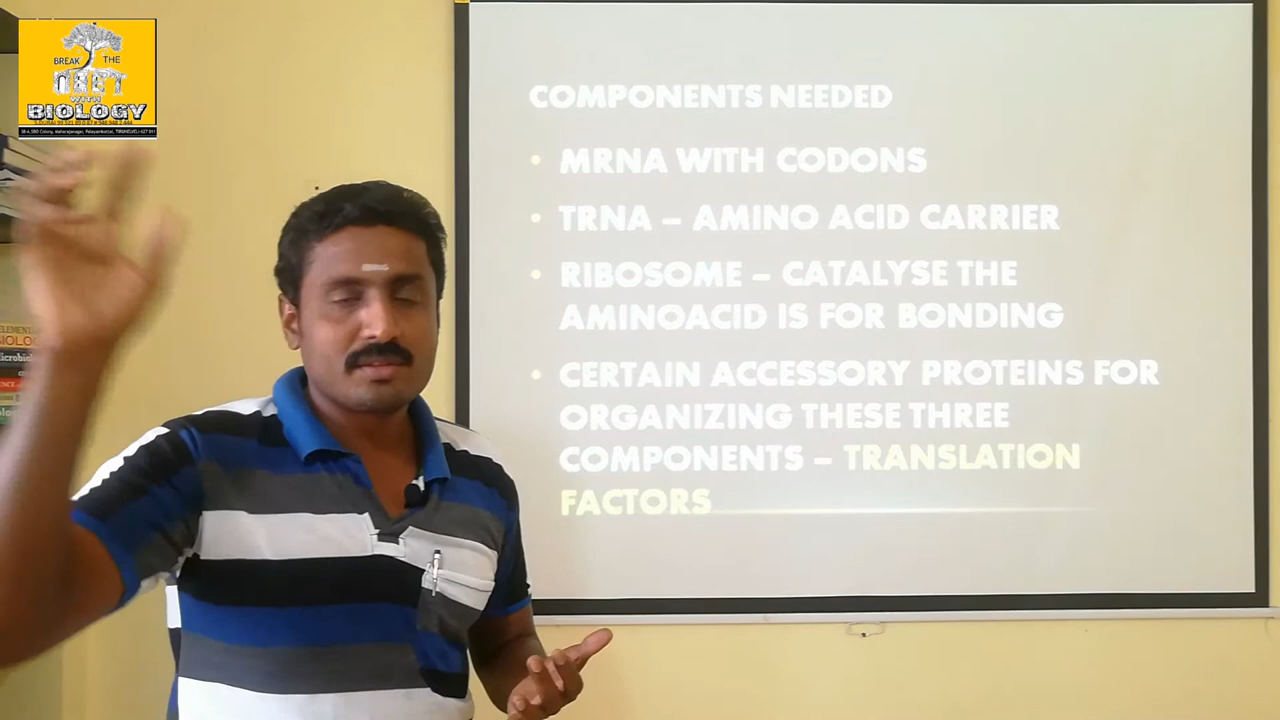 BREAK THE
NEET
WITH
BIOLOGY
COMPONENTS NEEDED
• MRNA WITH CODONS
• TRNA – AMINO ACID CARRIER
• RIBOSOME – CATALYSE THE
AMINOACID IS FOR BONDING
• CERTAIN ACCESSORY PROTEINS FOR
ORGANIZING THESE THREE
COMPONENTS – TRANSLATION
FACTORS